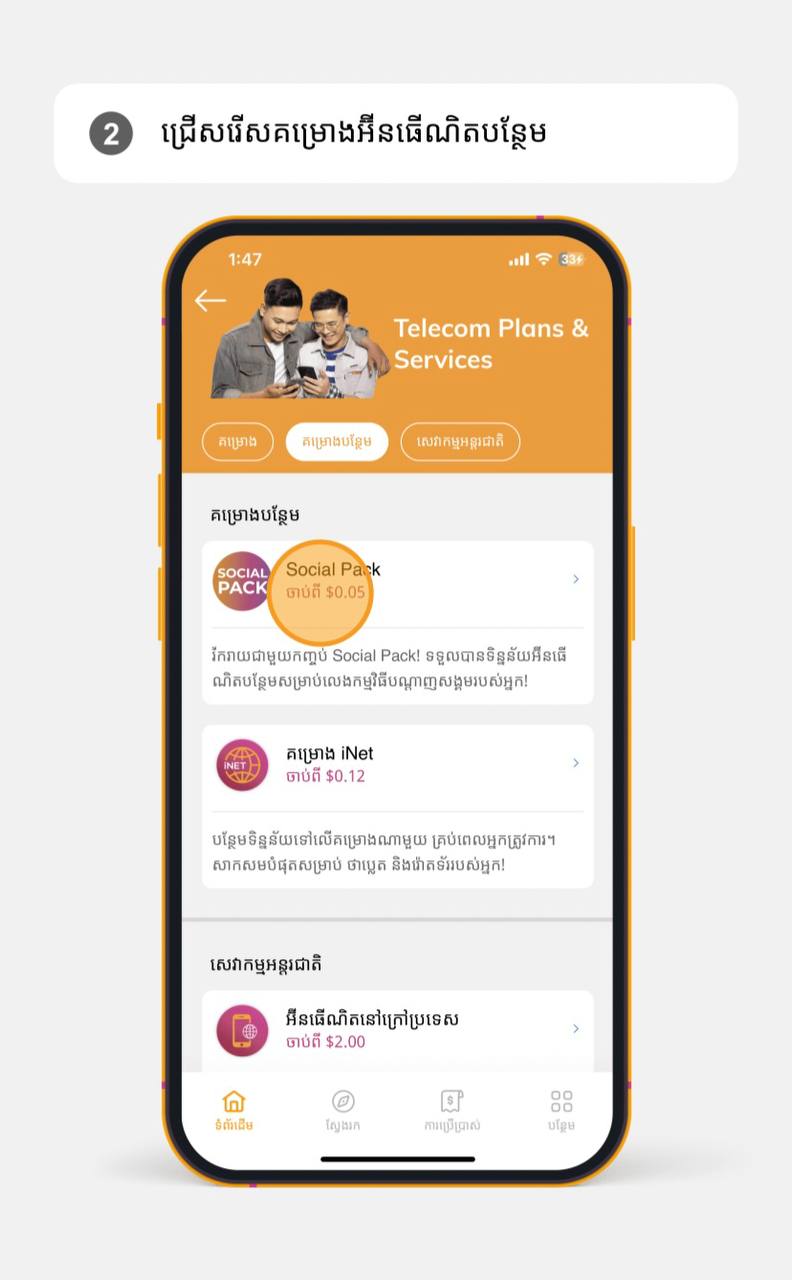 2 ជ្រើសរើសគម្រោងអ៊ីនធើណិតបន្ថែម
1:47
33
Telecom Plans &
Services
គម្រោង
គម្រោងបន្ថែម
សេវាកម្មអន្តរជាតិ
គម្រោងបន្ថែម
SOCIAL
PACK
Social Pack
ចាប់ពី $0.05
រីករាយជាមួយកញ្ចប់ Social Pack! ទទួលបានទិន្នន័យអ៊ីនធើ
ណិតបន្ថែមសម្រាប់លេងកម្មវិធីបណ្តាញសង្គមរបស់អ្នក!
iNET
គម្រោង iNet
ចាប់ពី $0.12
បន្ថែមទិន្នន័យទៅលើគម្រោងណាមួយ គ្រប់ពេលអ្នកត្រូវការ។
សាកសមបំផុតសម្រាប់ ថាប្លេត និងរ៉ោតទ័ររបស់អ្នក!
សេវាកម្មអន្តរជាតិ
អ៊ីនធើណិតនៅក្រៅប្រទេស
ចាប់ពី $2.00
ទំព័រដើម
ស្វែងរក
ការប្រើប្រាស់
បន្ថែម